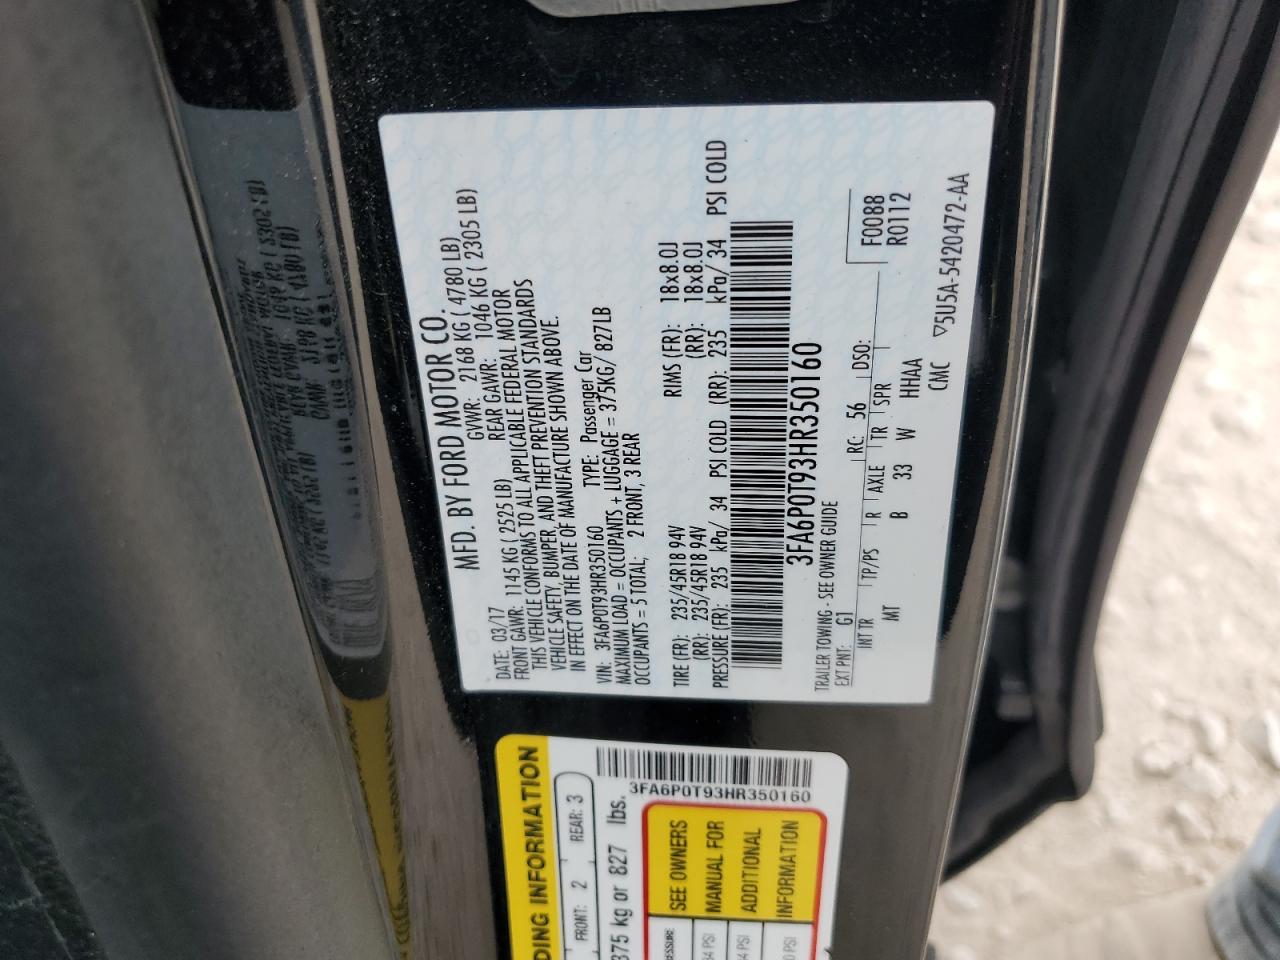 MFD. BY FORD MOTOR CO.
DATE: 03/17 GVWR: 2168 KG ( 4780 LB)
FRONT GAWR: 1145 KG ( 2525 LB) REAR GAWR: 1046 KG ( 2305 LB)
THIS VEHICLE CONFORMS TO ALL APPLICABLE FEDERAL MOTOR
VEHICLE SAFETY, BUMPER, AND THEFT PREVENTION STANDARDS
IN EFFECT ON THE DATE OF MANUFACTURE SHOWN ABOVE.
VIN: 3FA6P0T93HR350160 TYPE: Passenger Car
MAXIMUM LOAD = OCCUPANTS + LUGGAGE = 375KG/ 827LB
OCCUPANTS = 5 TOTAL: 2 FRONT, 3 REAR
TIRE (FR): 235/45R18 94V RIMS (FR): 18x8.0J
(RR): 235/45R18 94V (RR): 18x8.0J
PRESSURE (FR): 235 kPa/ 34 PSI COLD (RR): 235 kPa/ 34 PSI COLD
3FA6P0T93HR350160
TRAILER TOWING - SEE OWNER GUIDE
EXT PNT: G1 RC: 56 DSO: F0088
R0112
INT TR TP/PS R AXLE TR SPR
MT B 33 W HHAA
CMC ▽5U5A-5420472-AA
DING INFORMATION
FRONT: 2 REAR: 3
375 kg or 827 lbs.
3FA6P0T93HR350160
SEE OWNERS
MANUAL FOR
ADDITIONAL
INFORMATION